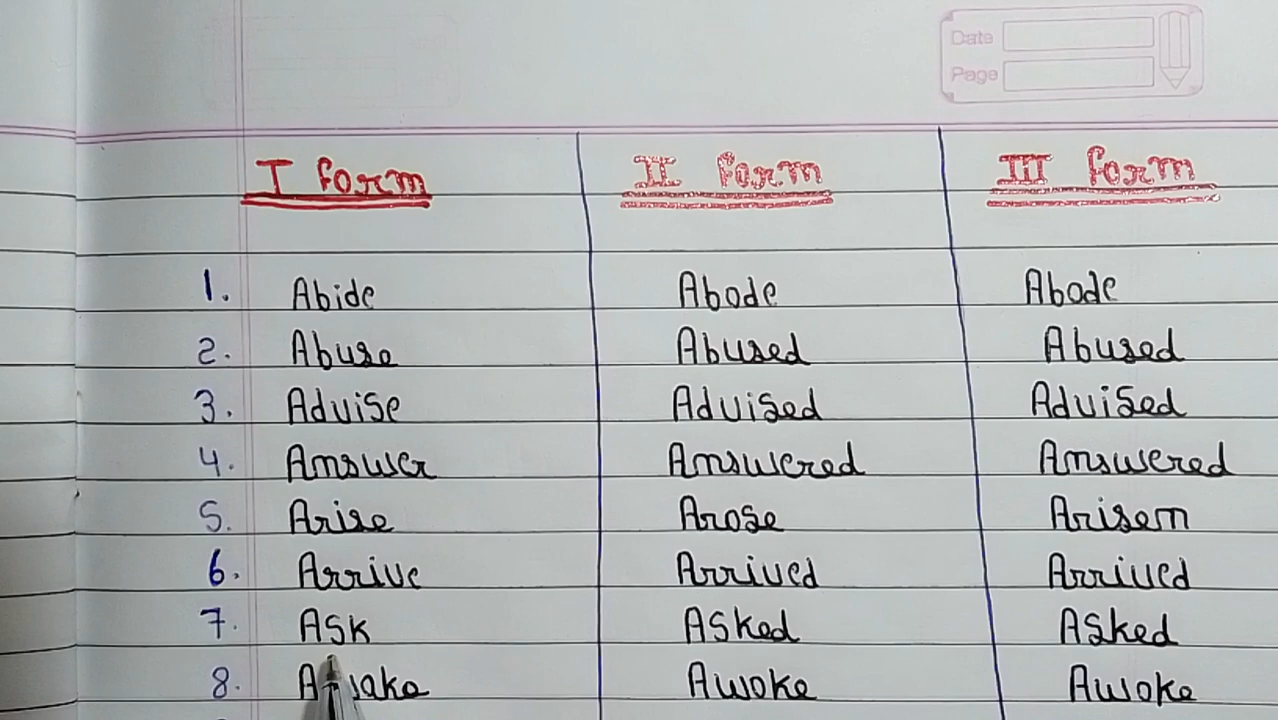 Date
Page
I form II form III form
1. Abide Abode Abode
2. Abuse Abused Abused
3. Advise Advised Advised
4. Answer Answered Answered
5. Arise Arose Arisen
6. Arrive Arrived Arrived
7. Ask Asked Asked
8. Awake Awoke Awoke